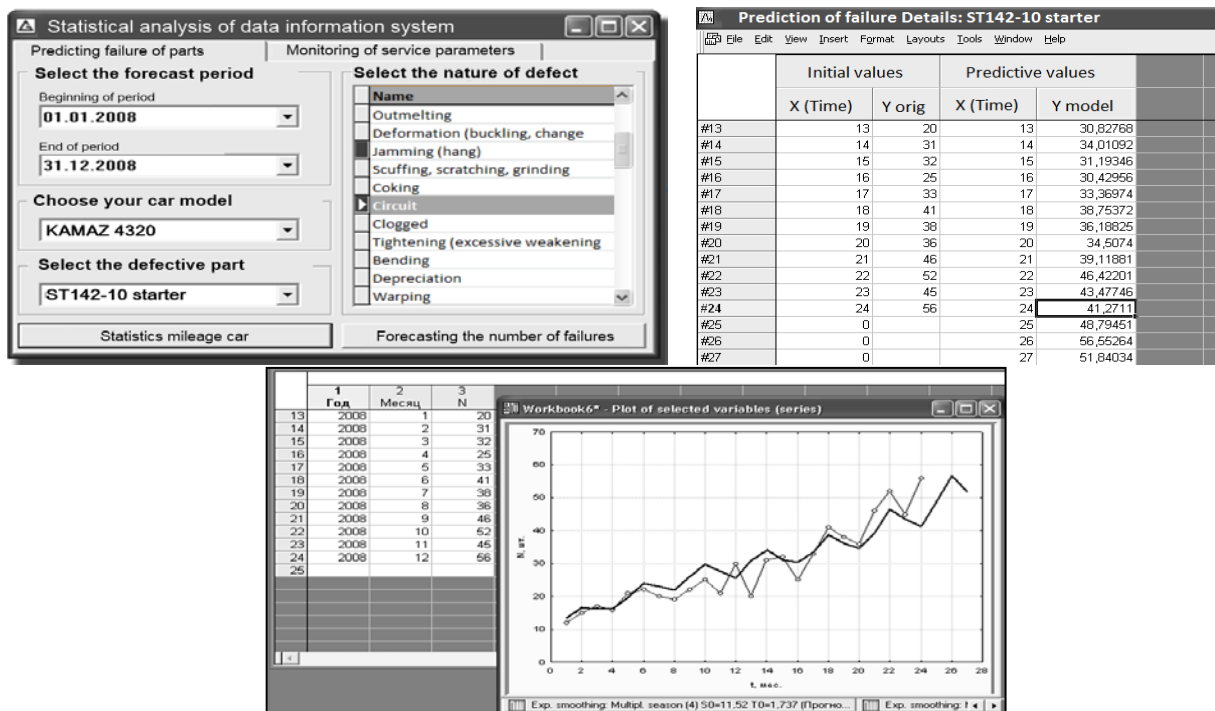 Statistical analysis of data information system
Predicting failure of parts
Monitoring of service parameters
Select the forecast period
Beginning of period
01.01.2008
End of period
31.12.2008
Choose your car model
KAMAZ 4320
Select the defective part
ST142-10 starter
Statistics mileage car
Select the nature of defect
Name
Outmelting
Deformation (buckling, change
Jamming (hang)
Scuffing, scratching, grinding
Coking
Circuit
Clogged
Tightening (excessive weakening
Bending
Depreciation
Warping
Forecasting the number of failures
Prediction of failure Details: ST142-10 starter
File Edit View Insert Format Layouts Tools Window Help
Initial values Predictive values
X (Time) Y orig X (Time) Y model
#13 13 20 13 30,82768
#14 14 31 14 34,01092
#15 15 32 15 31,19346
#16 16 25 16 30,42956
#17 17 33 17 33,36974
#18 18 41 18 38,75372
#19 19 38 19 36,18825
#20 20 36 20 34,5074
#21 21 46 21 39,11881
#22 22 52 22 46,42201
#23 23 45 23 43,47746
#24 24 56 24 41,2711
#25 0 25 48,79451
#26 0 26 56,55264
#27 0 27 51,84034
1 2 3
Год Месяц N
13 2008 1 20
14 2008 2 31
15 2008 3 32
16 2008 4 25
17 2008 5 33
18 2008 6 41
19 2008 7 38
20 2008 8 36
21 2008 9 46
22 2008 10 52
23 2008 11 45
24 2008 12 56
25
Workbook6* - Plot of selected variables (series)
70
60
50
40
30
20
10
0
N, шт.
0 2 4 6 8 10 12 14 16 18 20 22 24 26 28
t, мес.
Exp. smoothing: Multipl. season (4) S0=11,52 T0=1,737 (Прогно...
Exp. smoothing: